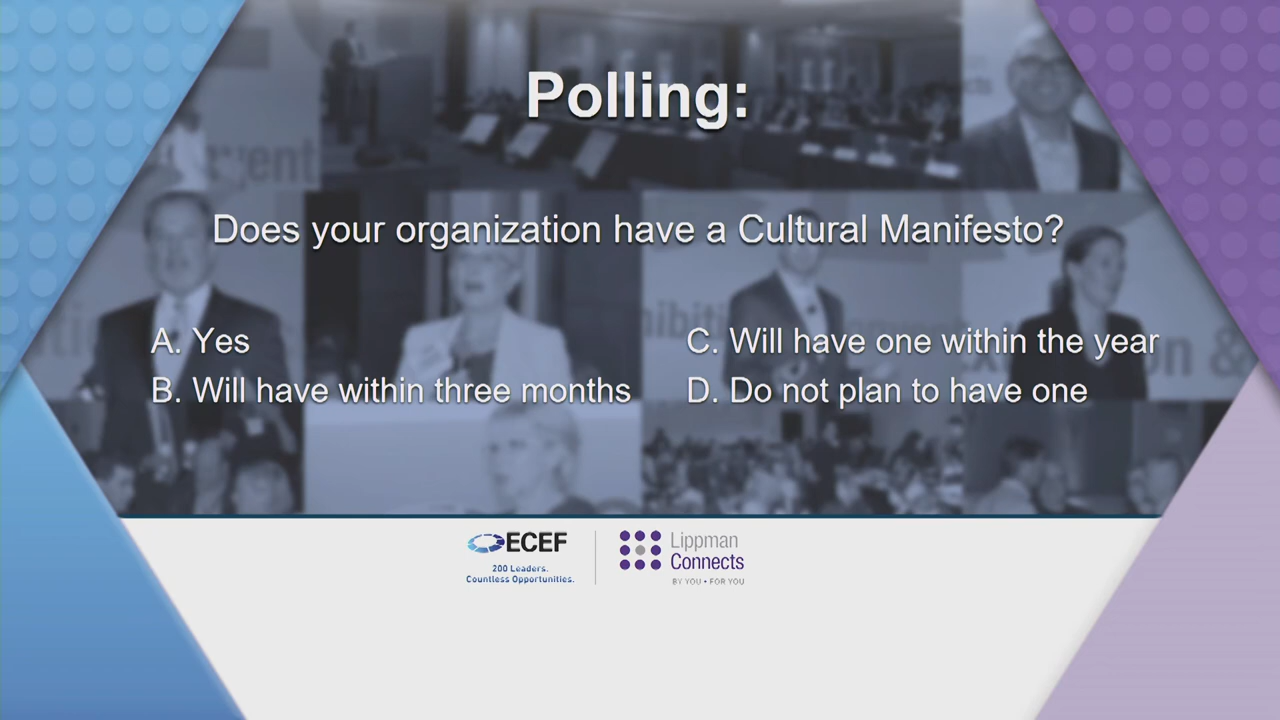 Polling:
Does your organization have a Cultural Manifesto?
A. Yes
B. Will have within three months
C. Will have one within the year
D. Do not plan to have one
ECEF
200 Leaders.
Countless Opportunities.
Lippman
Connects
BY YOU • FOR YOU